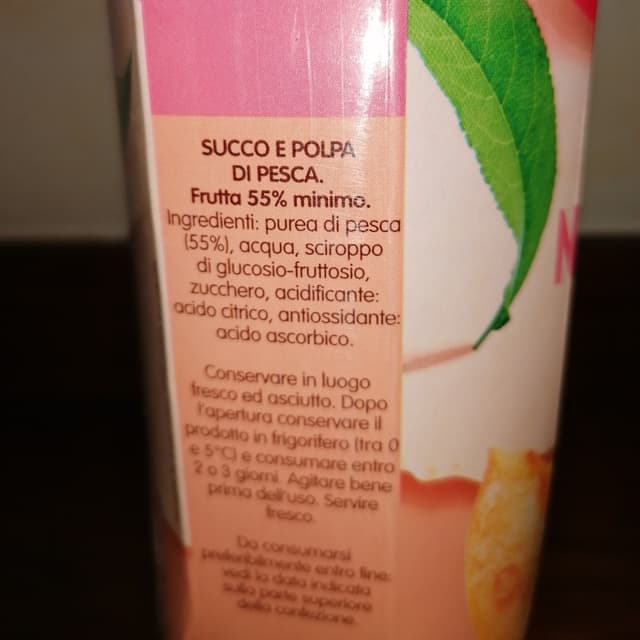 SUCCO E POLPA
DI PESCA.
Frutta 55% minimo.
Ingredienti: purea di pesca
(55%), acqua, sciroppo
di glucosio-fruttosio,
zucchero, acidificante:
acido citrico, antiossidante:
acido ascorbico.
Conservare in luogo
fresco ed asciutto. Dopo
l'apertura conservare il
prodotto in frigorifero (tra 0
e 5°C) e consumare entro
2 o 3 giorni. Agitare bene
prima dell'uso. Servire
fresco.
Da consumarsi
preferibilmente entro fine:
vedi la data indicata
sulla parte superiore
della confezione.
N